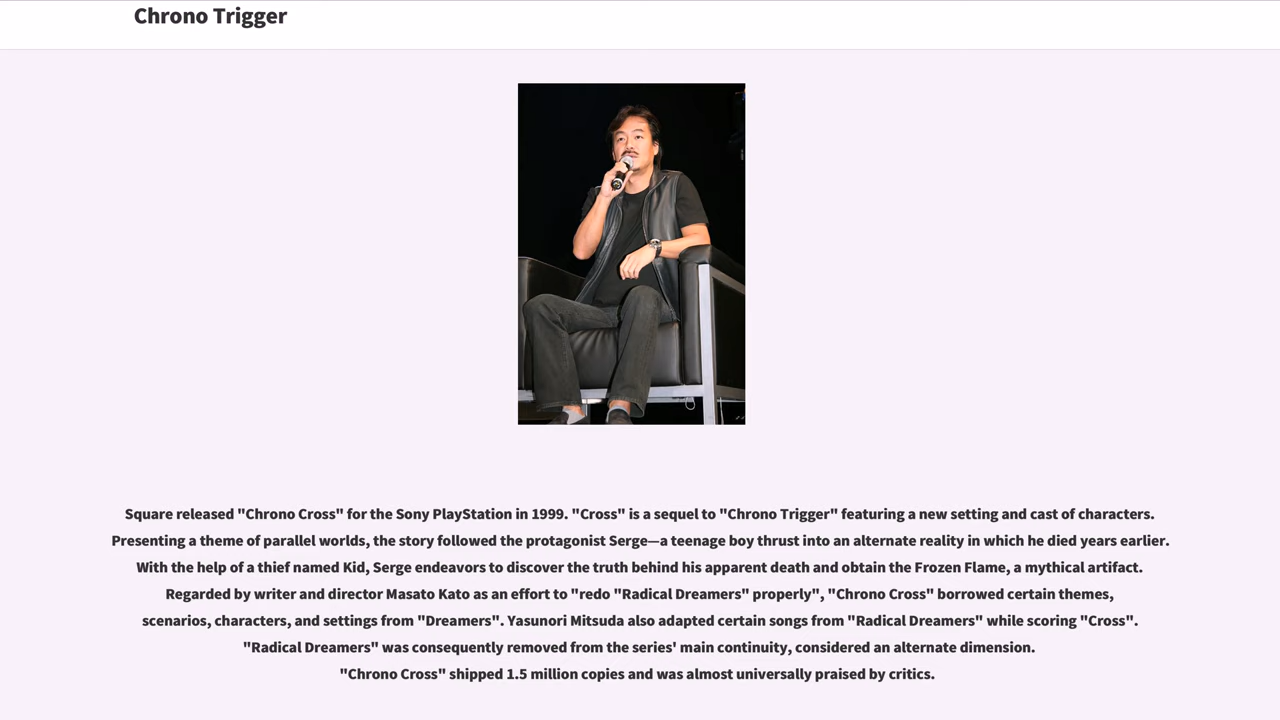 Chrono Trigger
Square released "Chrono Cross" for the Sony PlayStation in 1999. "Cross" is a sequel to "Chrono Trigger" featuring a new setting and cast of characters.
Presenting a theme of parallel worlds, the story followed the protagonist Serge—a teenage boy thrust into an alternate reality in which he died years earlier.
With the help of a thief named Kid, Serge endeavors to discover the truth behind his apparent death and obtain the Frozen Flame, a mythical artifact.
Regarded by writer and director Masato Kato as an effort to "redo "Radical Dreamers" properly", "Chrono Cross" borrowed certain themes,
scenarios, characters, and settings from "Dreamers". Yasunori Mitsuda also adapted certain songs from "Radical Dreamers" while scoring "Cross".
"Radical Dreamers" was consequently removed from the series' main continuity, considered an alternate dimension.
"Chrono Cross" shipped 1.5 million copies and was almost universally praised by critics.